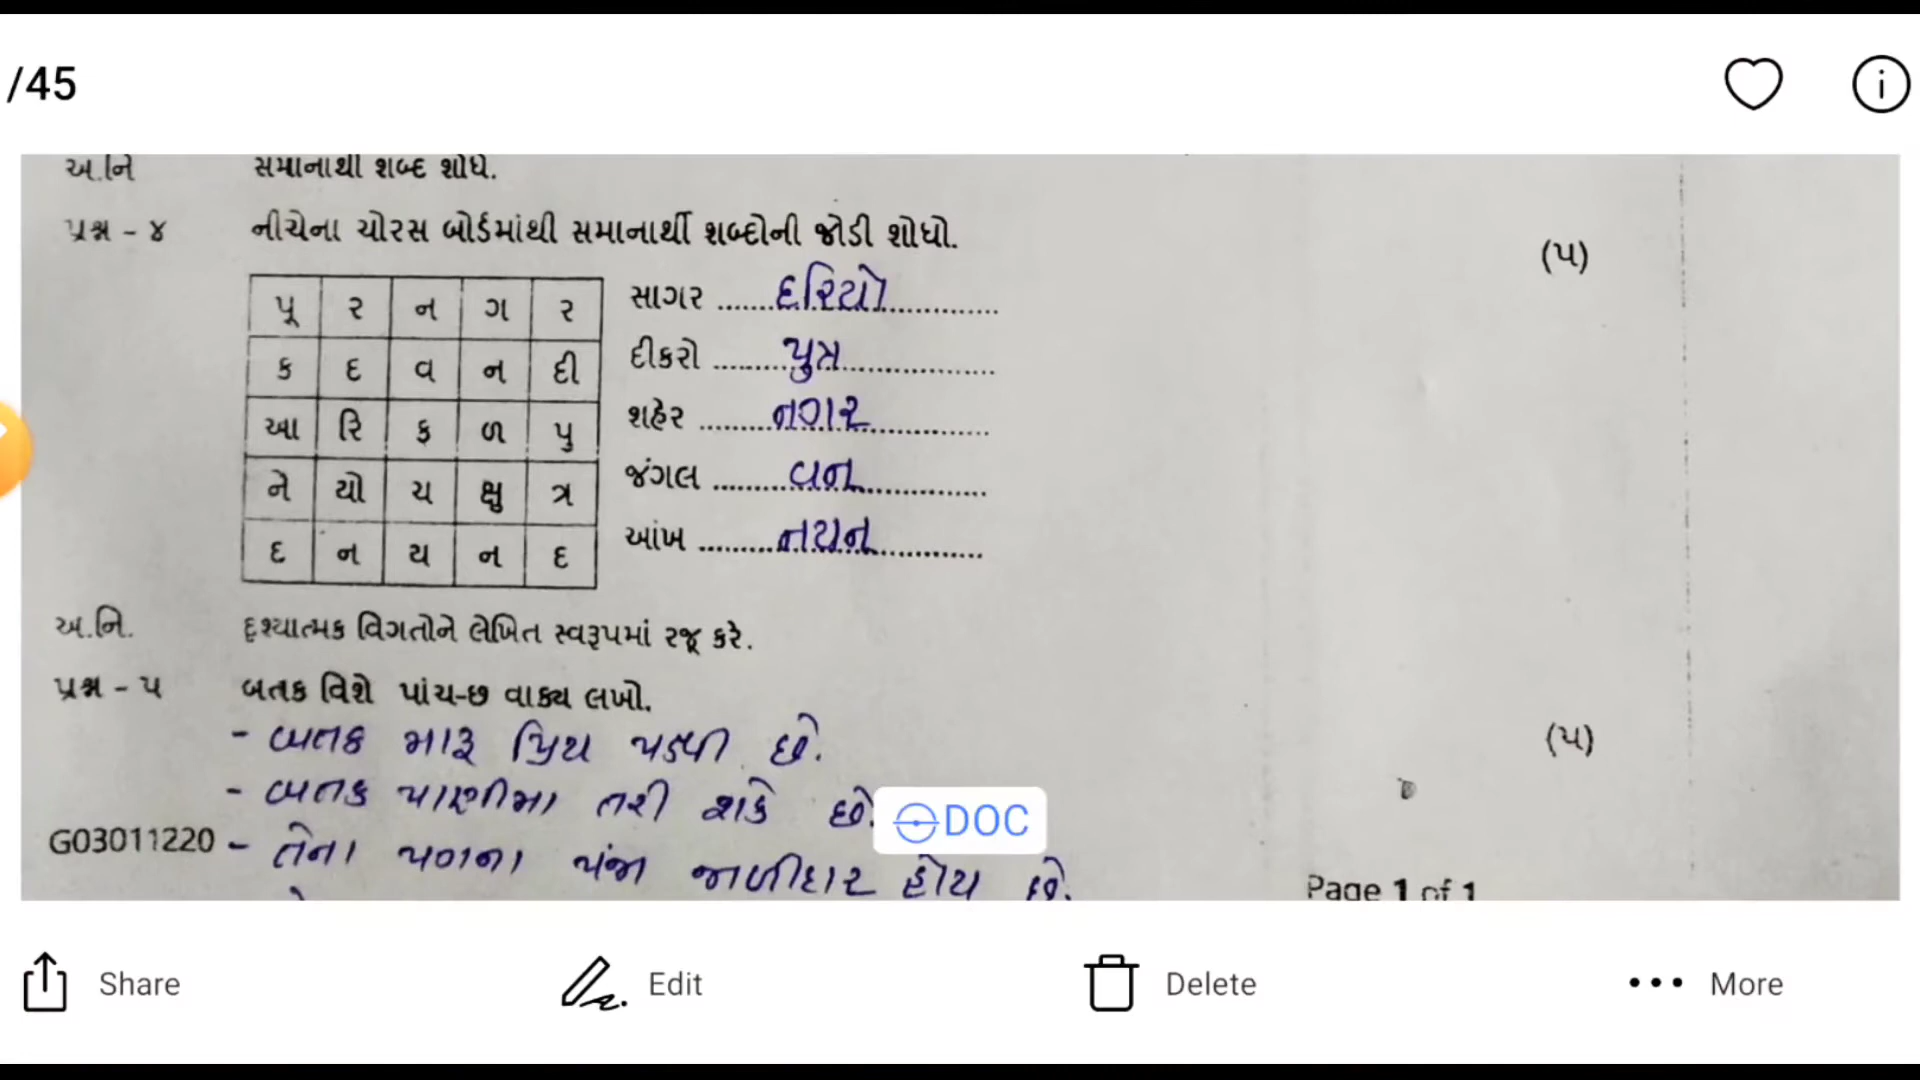 /45
અ.નિ સમાનાર્થી શબ્દ શોધે.
પ્રશ્ન - ૪ નીચેના ચોરસ બોર્ડમાંથી સમાનાર્થી શબ્દોની જોડી શોધો. (૫)
પૂ ર ન ગ ર
ક દ વ ન દી
આ રિ ફ ળ પુ
ને યો ય ક્ષુ ત્ર
દ ન ય ન દ
સાગર ......દરિયો............
દીકરો ........પુત્ર................
શહેર ........નગર............
જંગલ ........વન..............
આંખ .........નયન............
અ.નિ. દૃશ્યાત્મક વિગતોને લેખિત સ્વરૂપમાં રજૂ કરે.
પ્રશ્ન - ૫ બતક વિશે પાંચ-છ વાક્ય લખો. (૫)
- બતક મારૂ પ્રિય પક્ષી છે.
- બતક પાણીમા તરી શકે છે.
DOC
G03011220 - તેના પગના પંજા જાળીદાર હોય છે.
Page 1 of 1
Share Edit Delete More